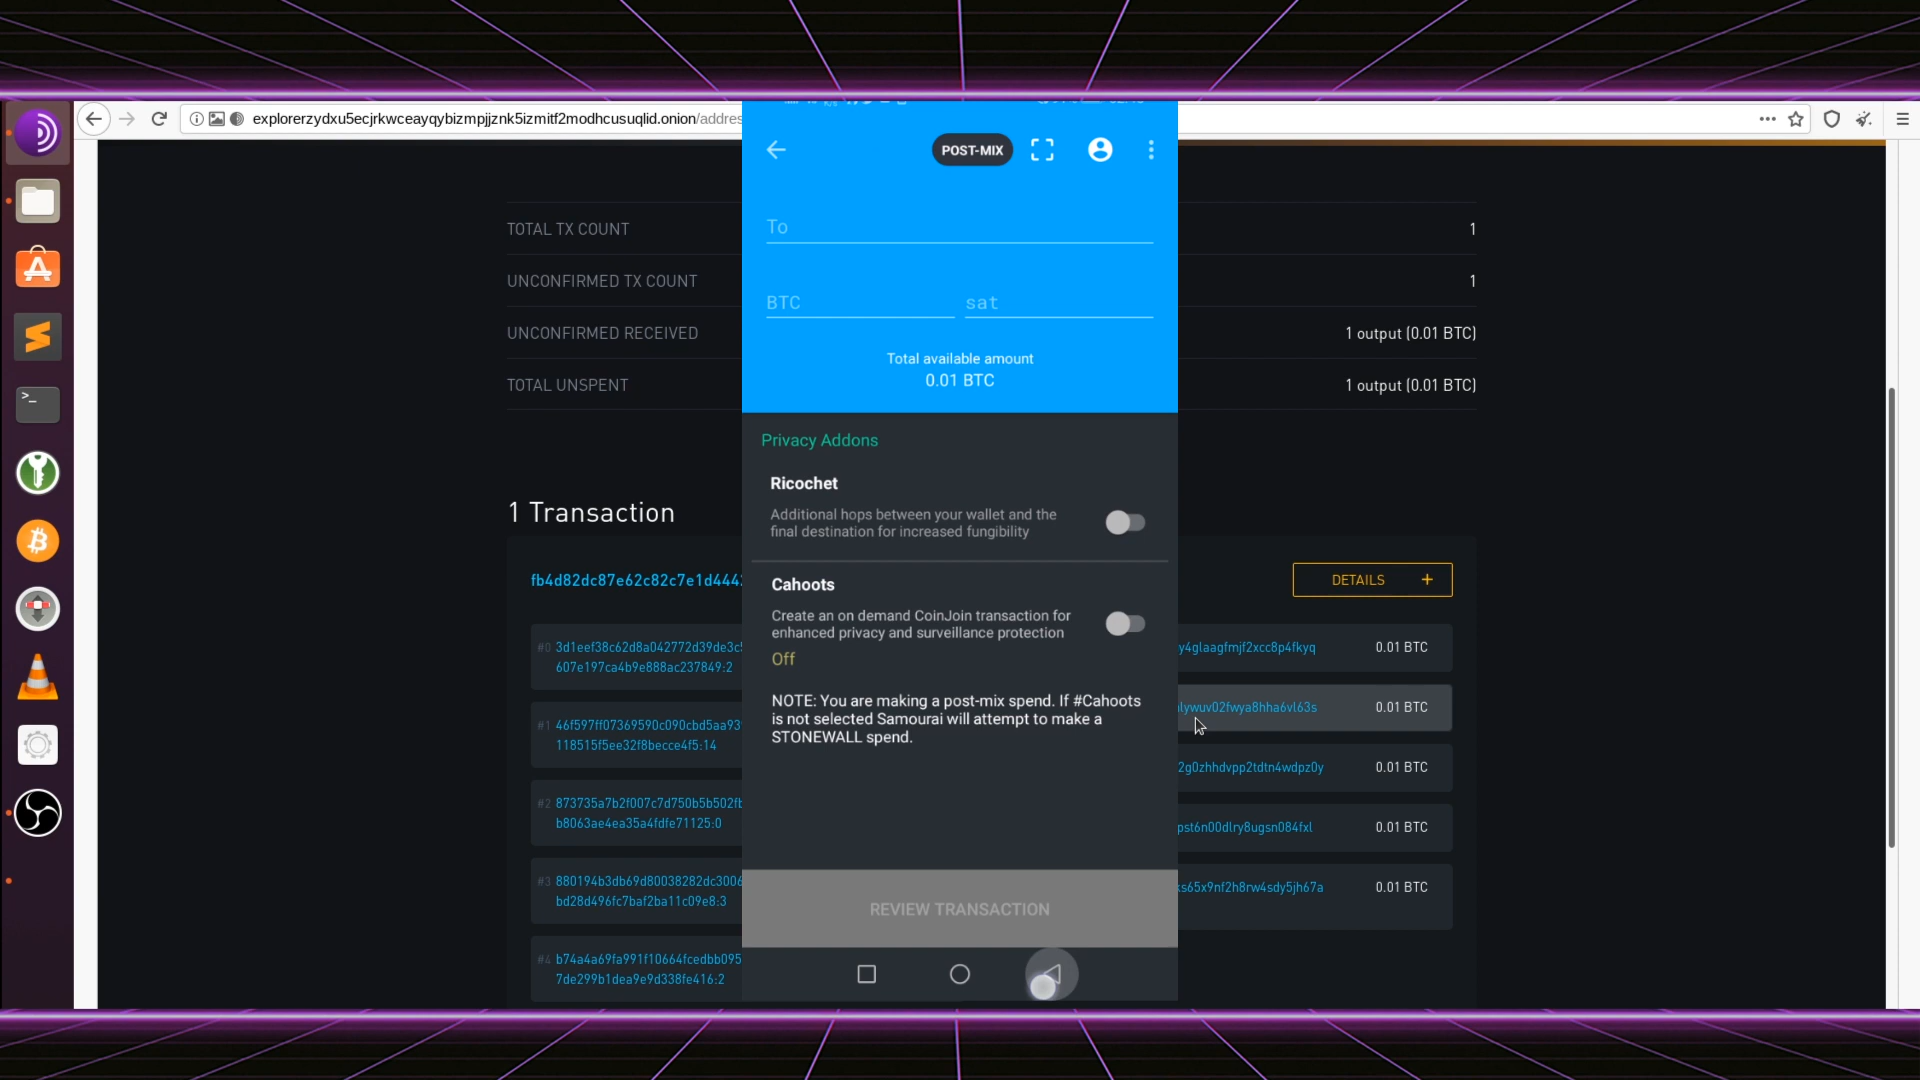 explorerzydxu5ecjrkwceayqybizmpjjznk5izmitf2modhcusuqlid.onion/addres
POST-MIX
To
BTC sat
Total available amount
0.01 BTC
Privacy Addons
Ricochet
Additional hops between your wallet and the
final destination for increased fungibility
Cahoots
Create an on demand CoinJoin transaction for
enhanced privacy and surveillance protection
Off
NOTE: You are making a post-mix spend. If #Cahoots
is not selected Samourai will attempt to make a
STONEWALL spend.
REVIEW TRANSACTION
TOTAL TX COUNT 1
UNCONFIRMED TX COUNT 1
UNCONFIRMED RECEIVED 1 output (0.01 BTC)
TOTAL UNSPENT 1 output (0.01 BTC)
1 Transaction
fb4d82dc87e62c82c7e1d444
DETAILS +
#0 3d1eef38c62d8a042772d39de3c
607e197ca4b9e888ac237849:2
#1 46f597ff07369590c090cbd5aa93
118515f5ee32f8becce4f5:14
#2 873735a7b2f007c7d750b5b502f
b8063ae4ea35a4fdfe71125:0
#3 880194b3db69d80038282dc3006
bd28d496fc7baf2ba11c09e8:3
#4 b74a4a69fa991f10664fcedbb095
7de299b1dea9e9d338fe416:2
y4glaagfmjf2xcc8p4fkyq 0.01 BTC
lywuv02fwya8hha6vl63s 0.01 BTC
2g0zhhdvpp2tdtn4wdpz0y 0.01 BTC
pst6n00dlry8ugsn084fxl 0.01 BTC
s65x9nf2h8rw4sdy5jh67a 0.01 BTC